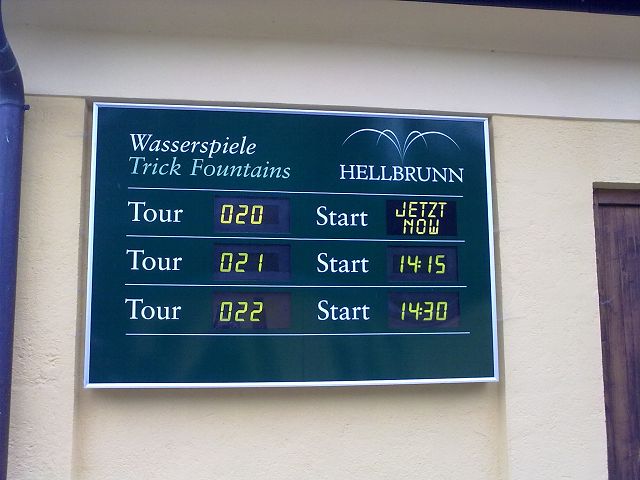 Wasserspiele
Trick Fountains
HELLBRUNN
Tour 020 Start JETZT NOW
Tour 021 Start 14:15
Tour 022 Start 14:30